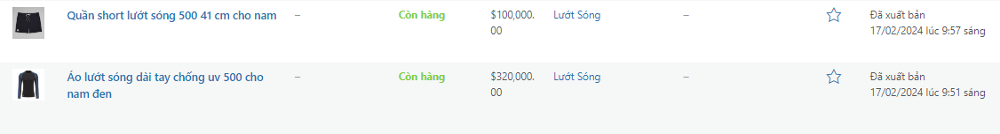 Quần short lướt sóng 500 41 cm cho nam – Còn hàng $100,000. Lướt Sóng – Đã xuất bản
00 17/02/2024 lúc 9:57 sáng
Áo lướt sóng dài tay chống uv 500 cho – Còn hàng $320,000. Lướt Sóng – Đã xuất bản
nam đen 00 17/02/2024 lúc 9:51 sáng